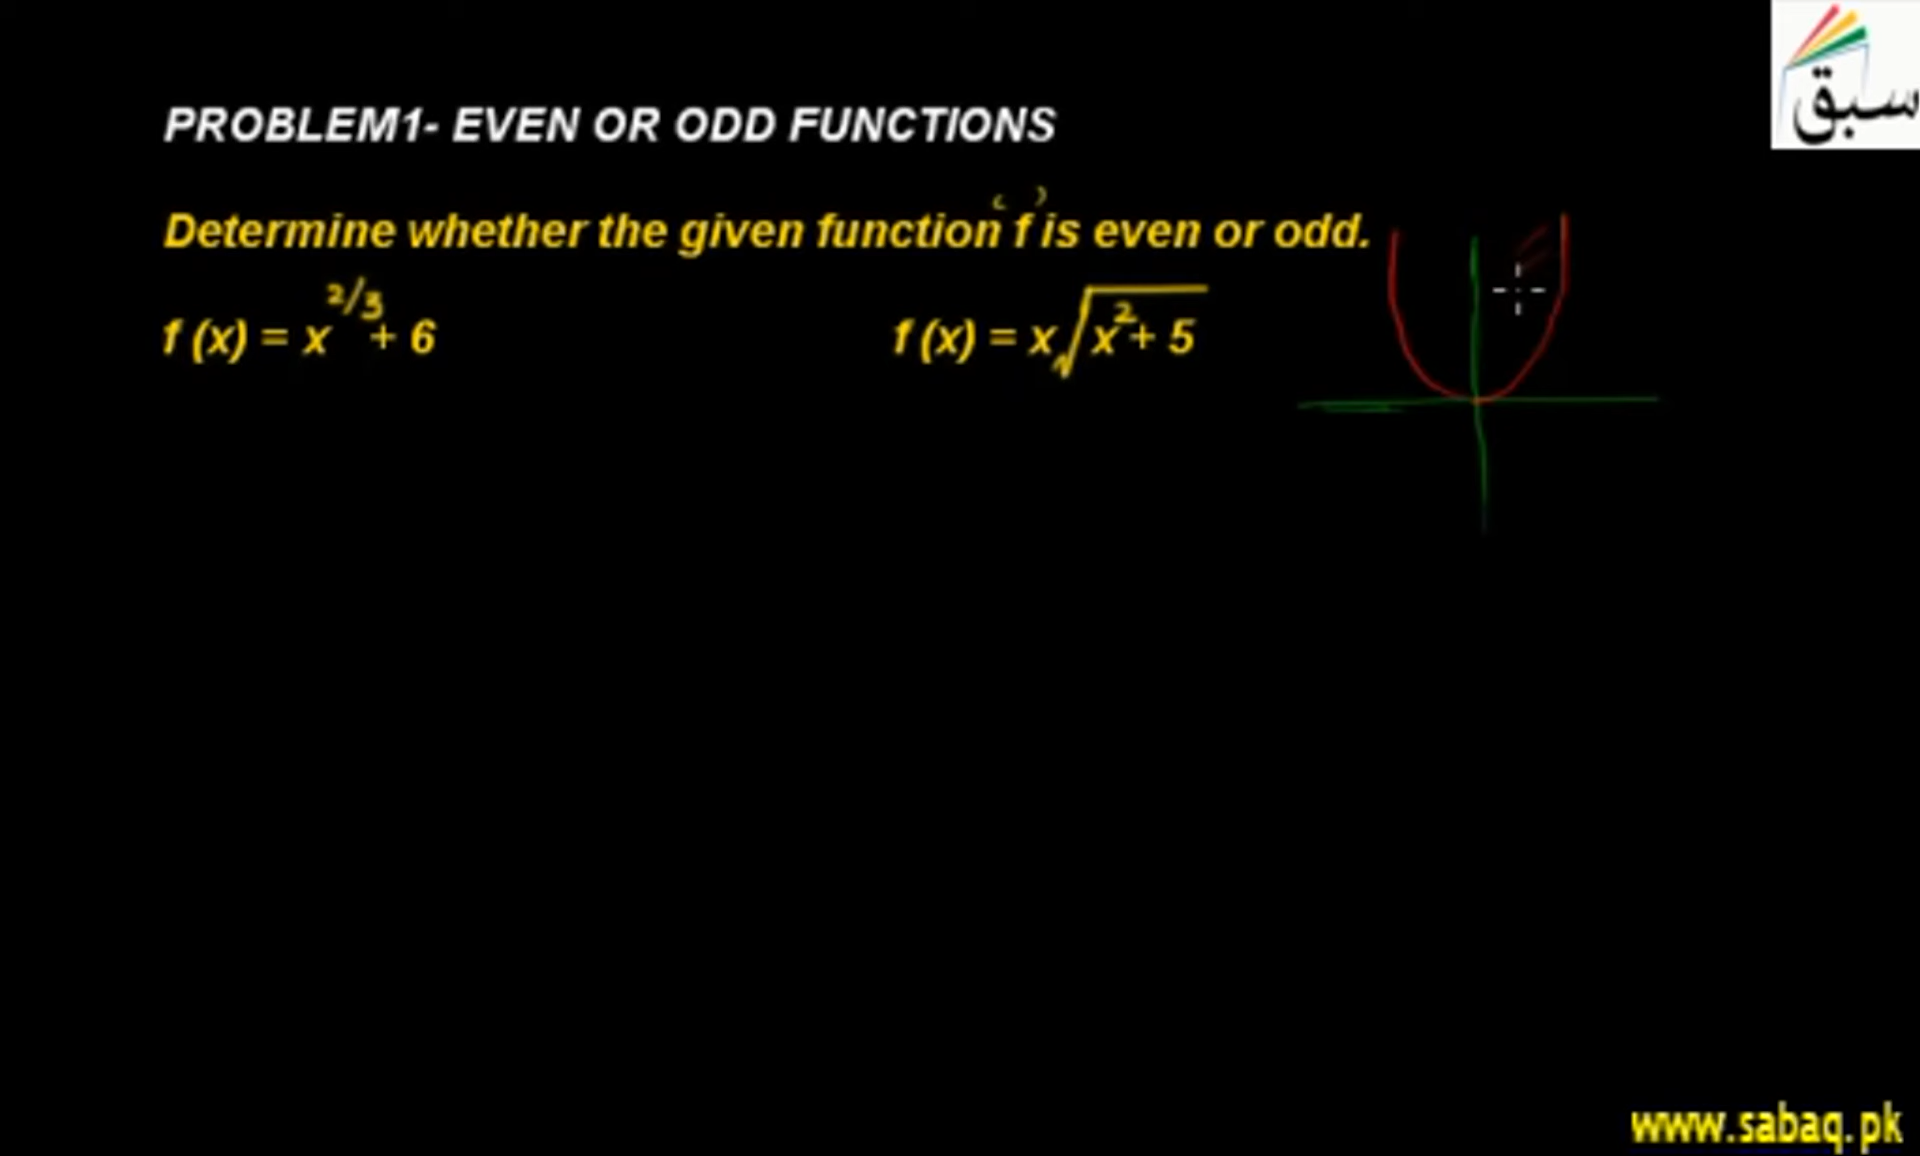 سبق
PROBLEM1- EVEN OR ODD FUNCTIONS
Determine whether the given function ‘f’ is even or odd.
f (x) = x^2/3 + 6
f (x) = x√x²+ 5
www.sabaq.pk